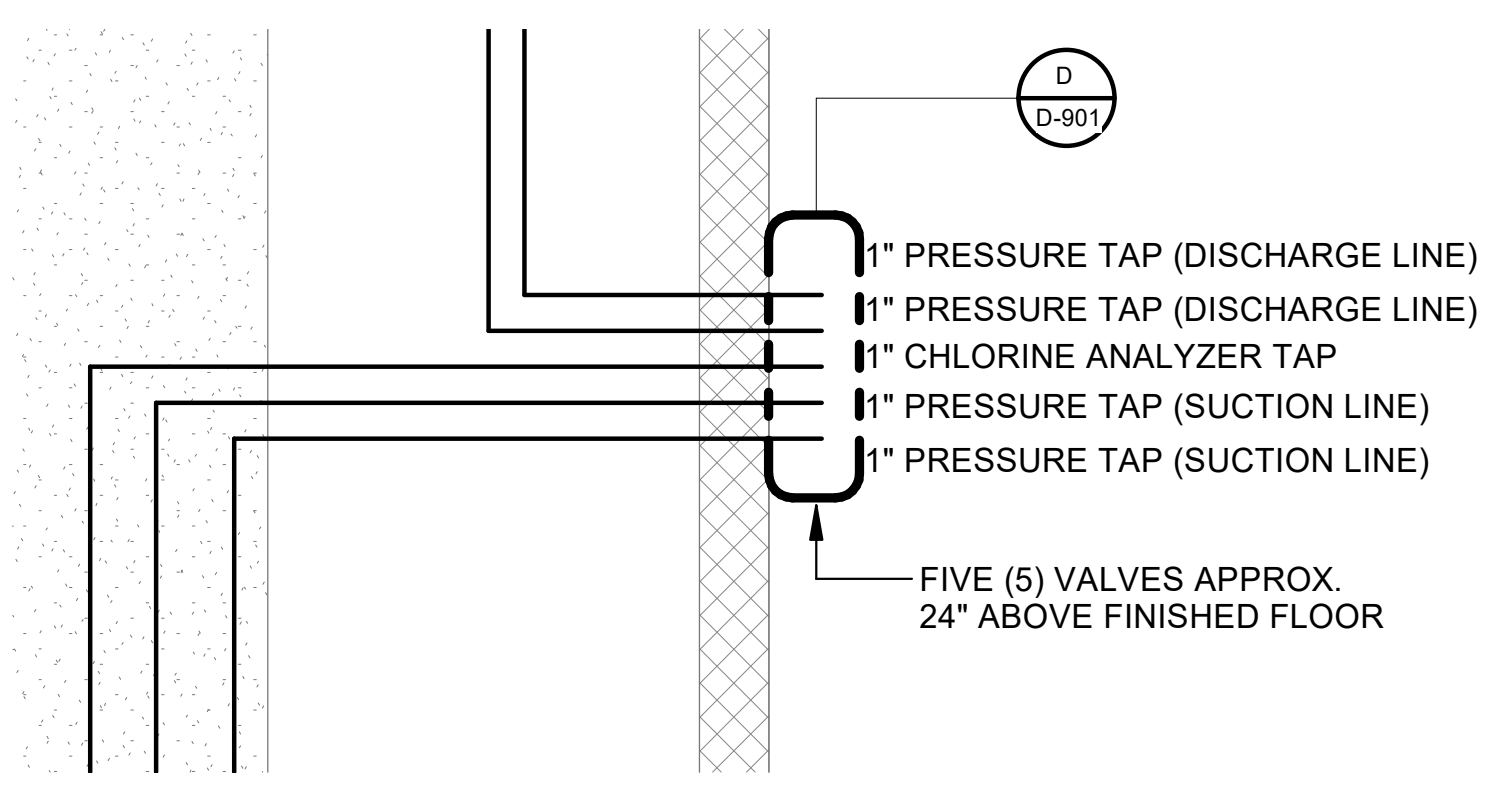 D
D-901
1" PRESSURE TAP (DISCHARGE LINE)
1" PRESSURE TAP (DISCHARGE LINE)
1" CHLORINE ANALYZER TAP
1" PRESSURE TAP (SUCTION LINE)
1" PRESSURE TAP (SUCTION LINE)
FIVE (5) VALVES APPROX.
24" ABOVE FINISHED FLOOR